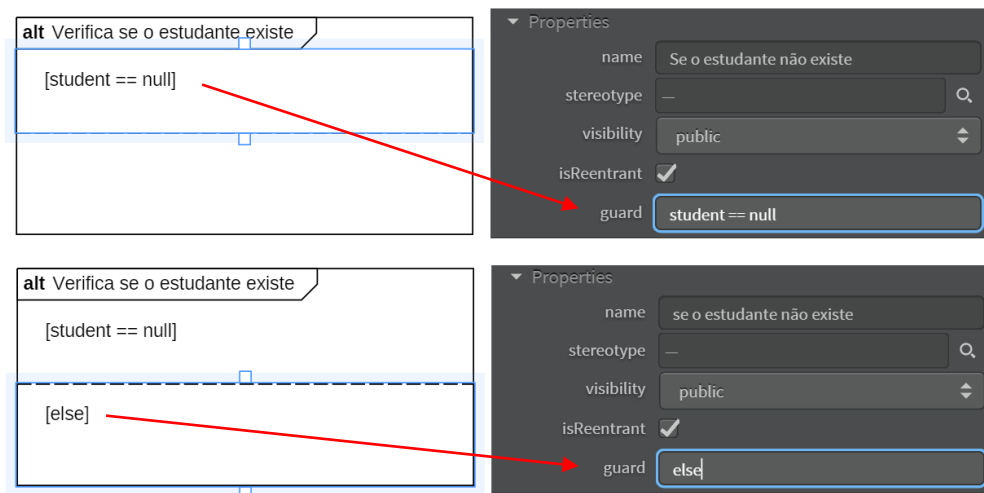 alt Verifica se o estudante existe
[student == null]
Properties
name Se o estudante não existe
stereotype —
visibility public
isReentrant
guard student == null
alt Verifica se o estudante existe
[student == null]
[else]
Properties
name se o estudante não existe
stereotype —
visibility public
isReentrant
guard else